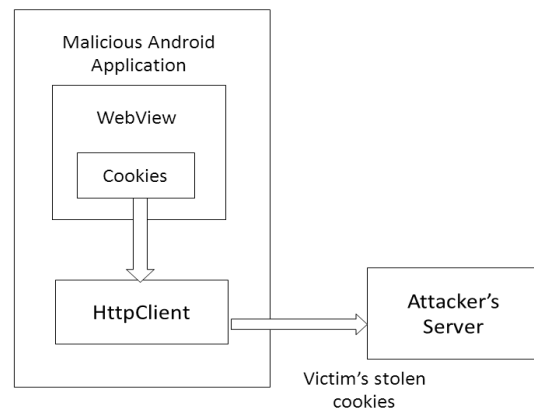 Malicious Android
Application
WebView
Cookies
HttpClient
Attacker's
Server
Victim's stolen
cookies